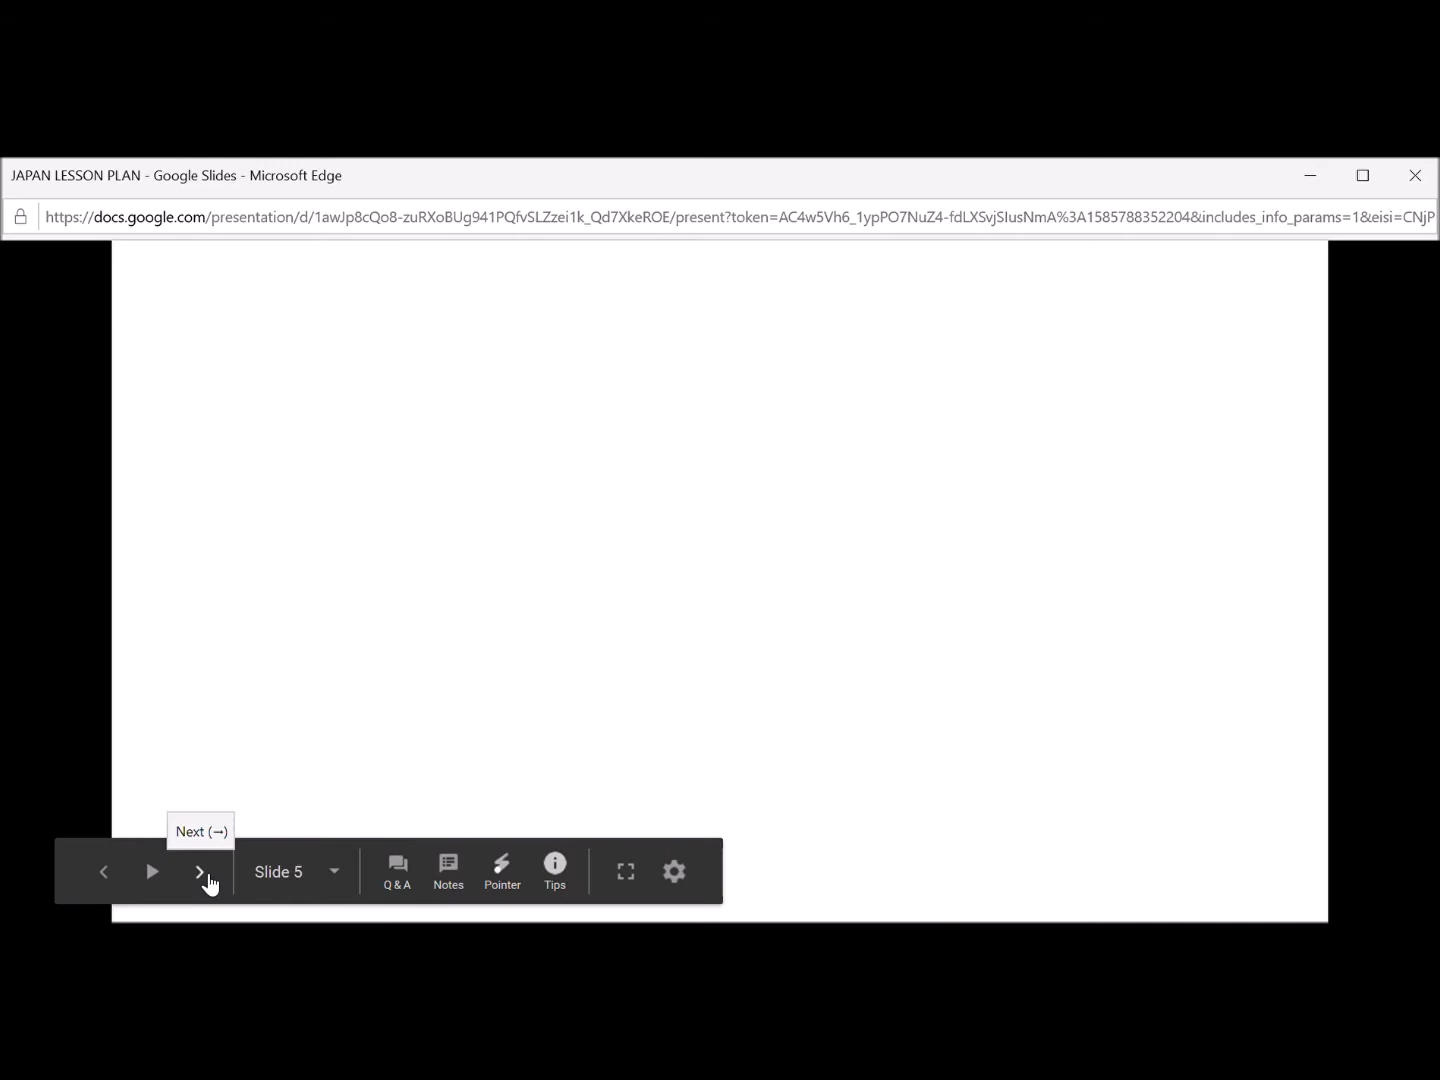 JAPAN LESSON PLAN - Google Slides - Microsoft Edge
https://docs.google.com/presentation/d/1awJp8cQo8-zuRXoBUg941PQfvSLZzei1k_Qd7XkeROE/present?token=AC4w5Vh6_1ypPO7NuZ4-fdLXSvjSIusNmA%3A1585788352204&includes_info_params=1&eisi=CNjP
Next (→)
Slide 5
Q & A Notes Pointer Tips